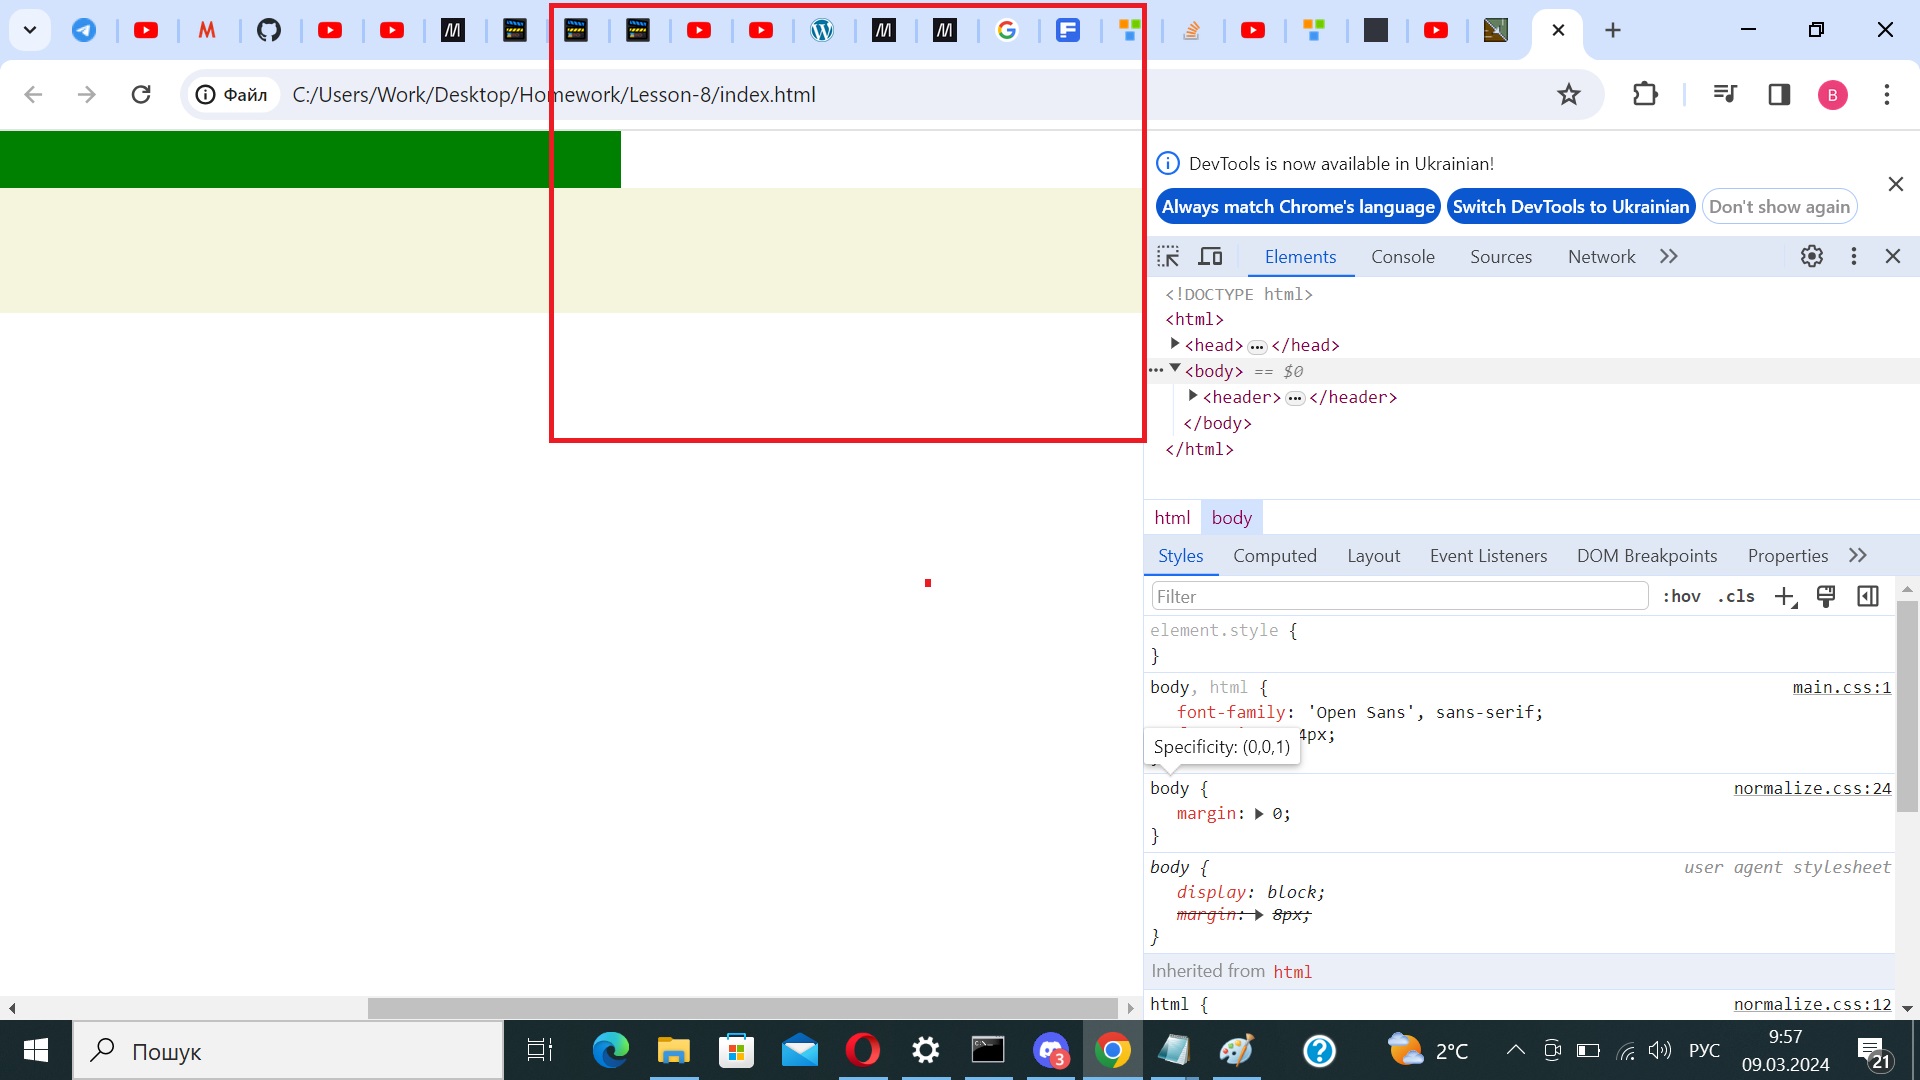 Файл
C:/Users/Work/Desktop/Homework/Lesson-8/index.html
B
DevTools is now available in Ukrainian!
Always match Chrome's language
Switch DevTools to Ukrainian
Don't show again
Elements
Console
Sources
Network
<!DOCTYPE html>
<html>
<head> … </head>
<body> == $0
<header> … </header>
</body>
</html>
html
body
Styles
Computed
Layout
Event Listeners
DOM Breakpoints
Properties
Filter
:hov
.cls
element.style {
}
body, html {
main.css:1
font-family: 'Open Sans', sans-serif;
4px;
Specificity: (0,0,1)
body {
normalize.css:24
margin: 0;
}
body {
user agent stylesheet
display: block;
margin: 8px;
}
Inherited from html
html {
normalize.css:12
Пошук
3
2°C
РУС
9:57
09.03.2024
21